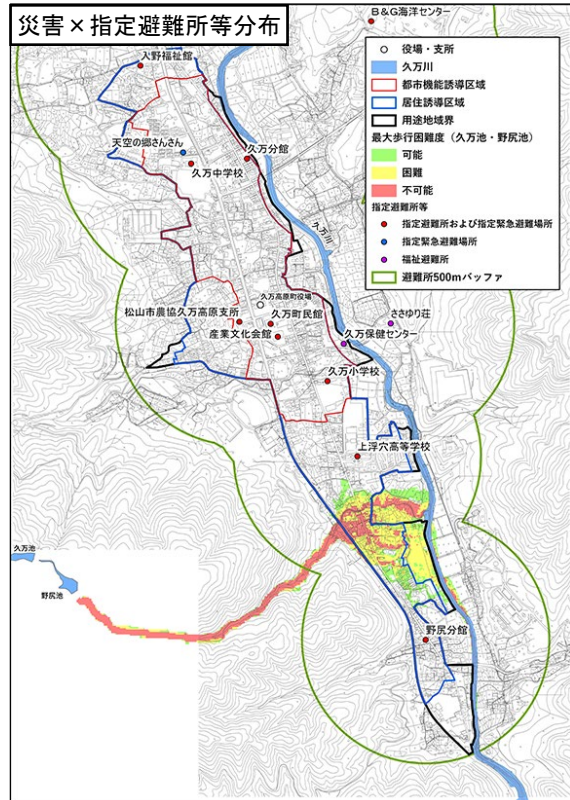 災害×指定避難所等分布
B＆G海洋センター
役場・支所
久万川
都市機能誘導区域
居住誘導区域
用途地域界
最大歩行困難度（久万池・野尻池）
可能
困難
不可能
指定避難所等
指定避難所および指定緊急避難場所
指定緊急避難場所
福祉避難所
避難所500mバッファ
入野福祉館
天空の郷さんさん
久万分館
久万中学校
久万川
久万高原町役場
松山市農協久万高原支所
久万町民館
産業文化会館
ささゆり荘
久万保健センター
久万小学校
上浮穴高等学校
久万池
野尻池
野尻分館